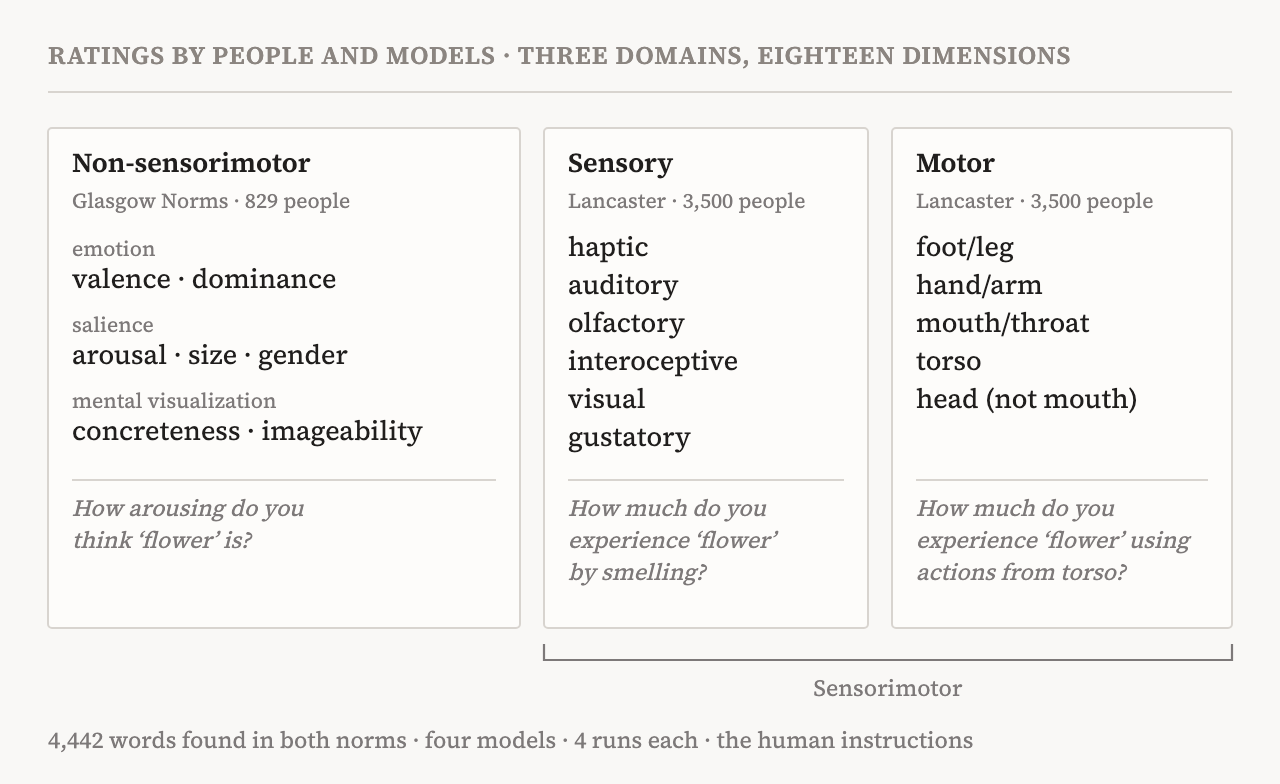 RATINGS BY PEOPLE AND MODELS · THREE DOMAINS, EIGHTEEN DIMENSIONS
Non-sensorimotor
Glasgow Norms · 829 people
emotion
valence · dominance
salience
arousal · size · gender
mental visualization
concreteness · imageability
How arousing do you
think ‘flower’ is?
Sensory
Lancaster · 3,500 people
haptic
auditory
olfactory
interoceptive
visual
gustatory
How much do you
experience ‘flower’
by smelling?
Motor
Lancaster · 3,500 people
foot/leg
hand/arm
mouth/throat
torso
head (not mouth)
How much do you
experience ‘flower’ using
actions from torso?
Sensorimotor
4,442 words found in both norms · four models · 4 runs each · the human instructions